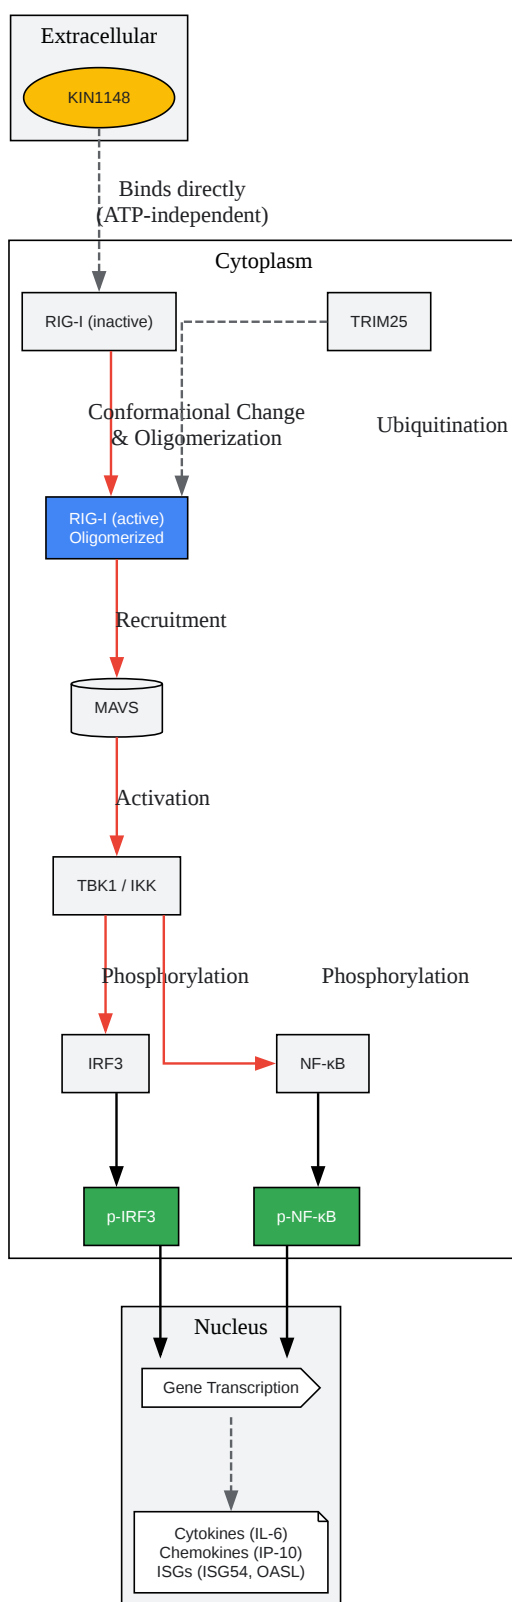 Extracellular
KIN1148
Binds directly
(ATP-independent)
Cytoplasm
RIG-I (inactive)
TRIM25
Conformational Change
& Oligomerization
Ubiquitination
RIG-I (active)
Oligomerized
Recruitment
MAVS
Activation
TBK1 / IKK
Phosphorylation
Phosphorylation
IRF3
NF-κB
p-IRF3
p-NF-κB
Nucleus
Gene Transcription
Cytokines (IL-6)
Chemokines (IP-10)
ISGs (ISG54, OASL)